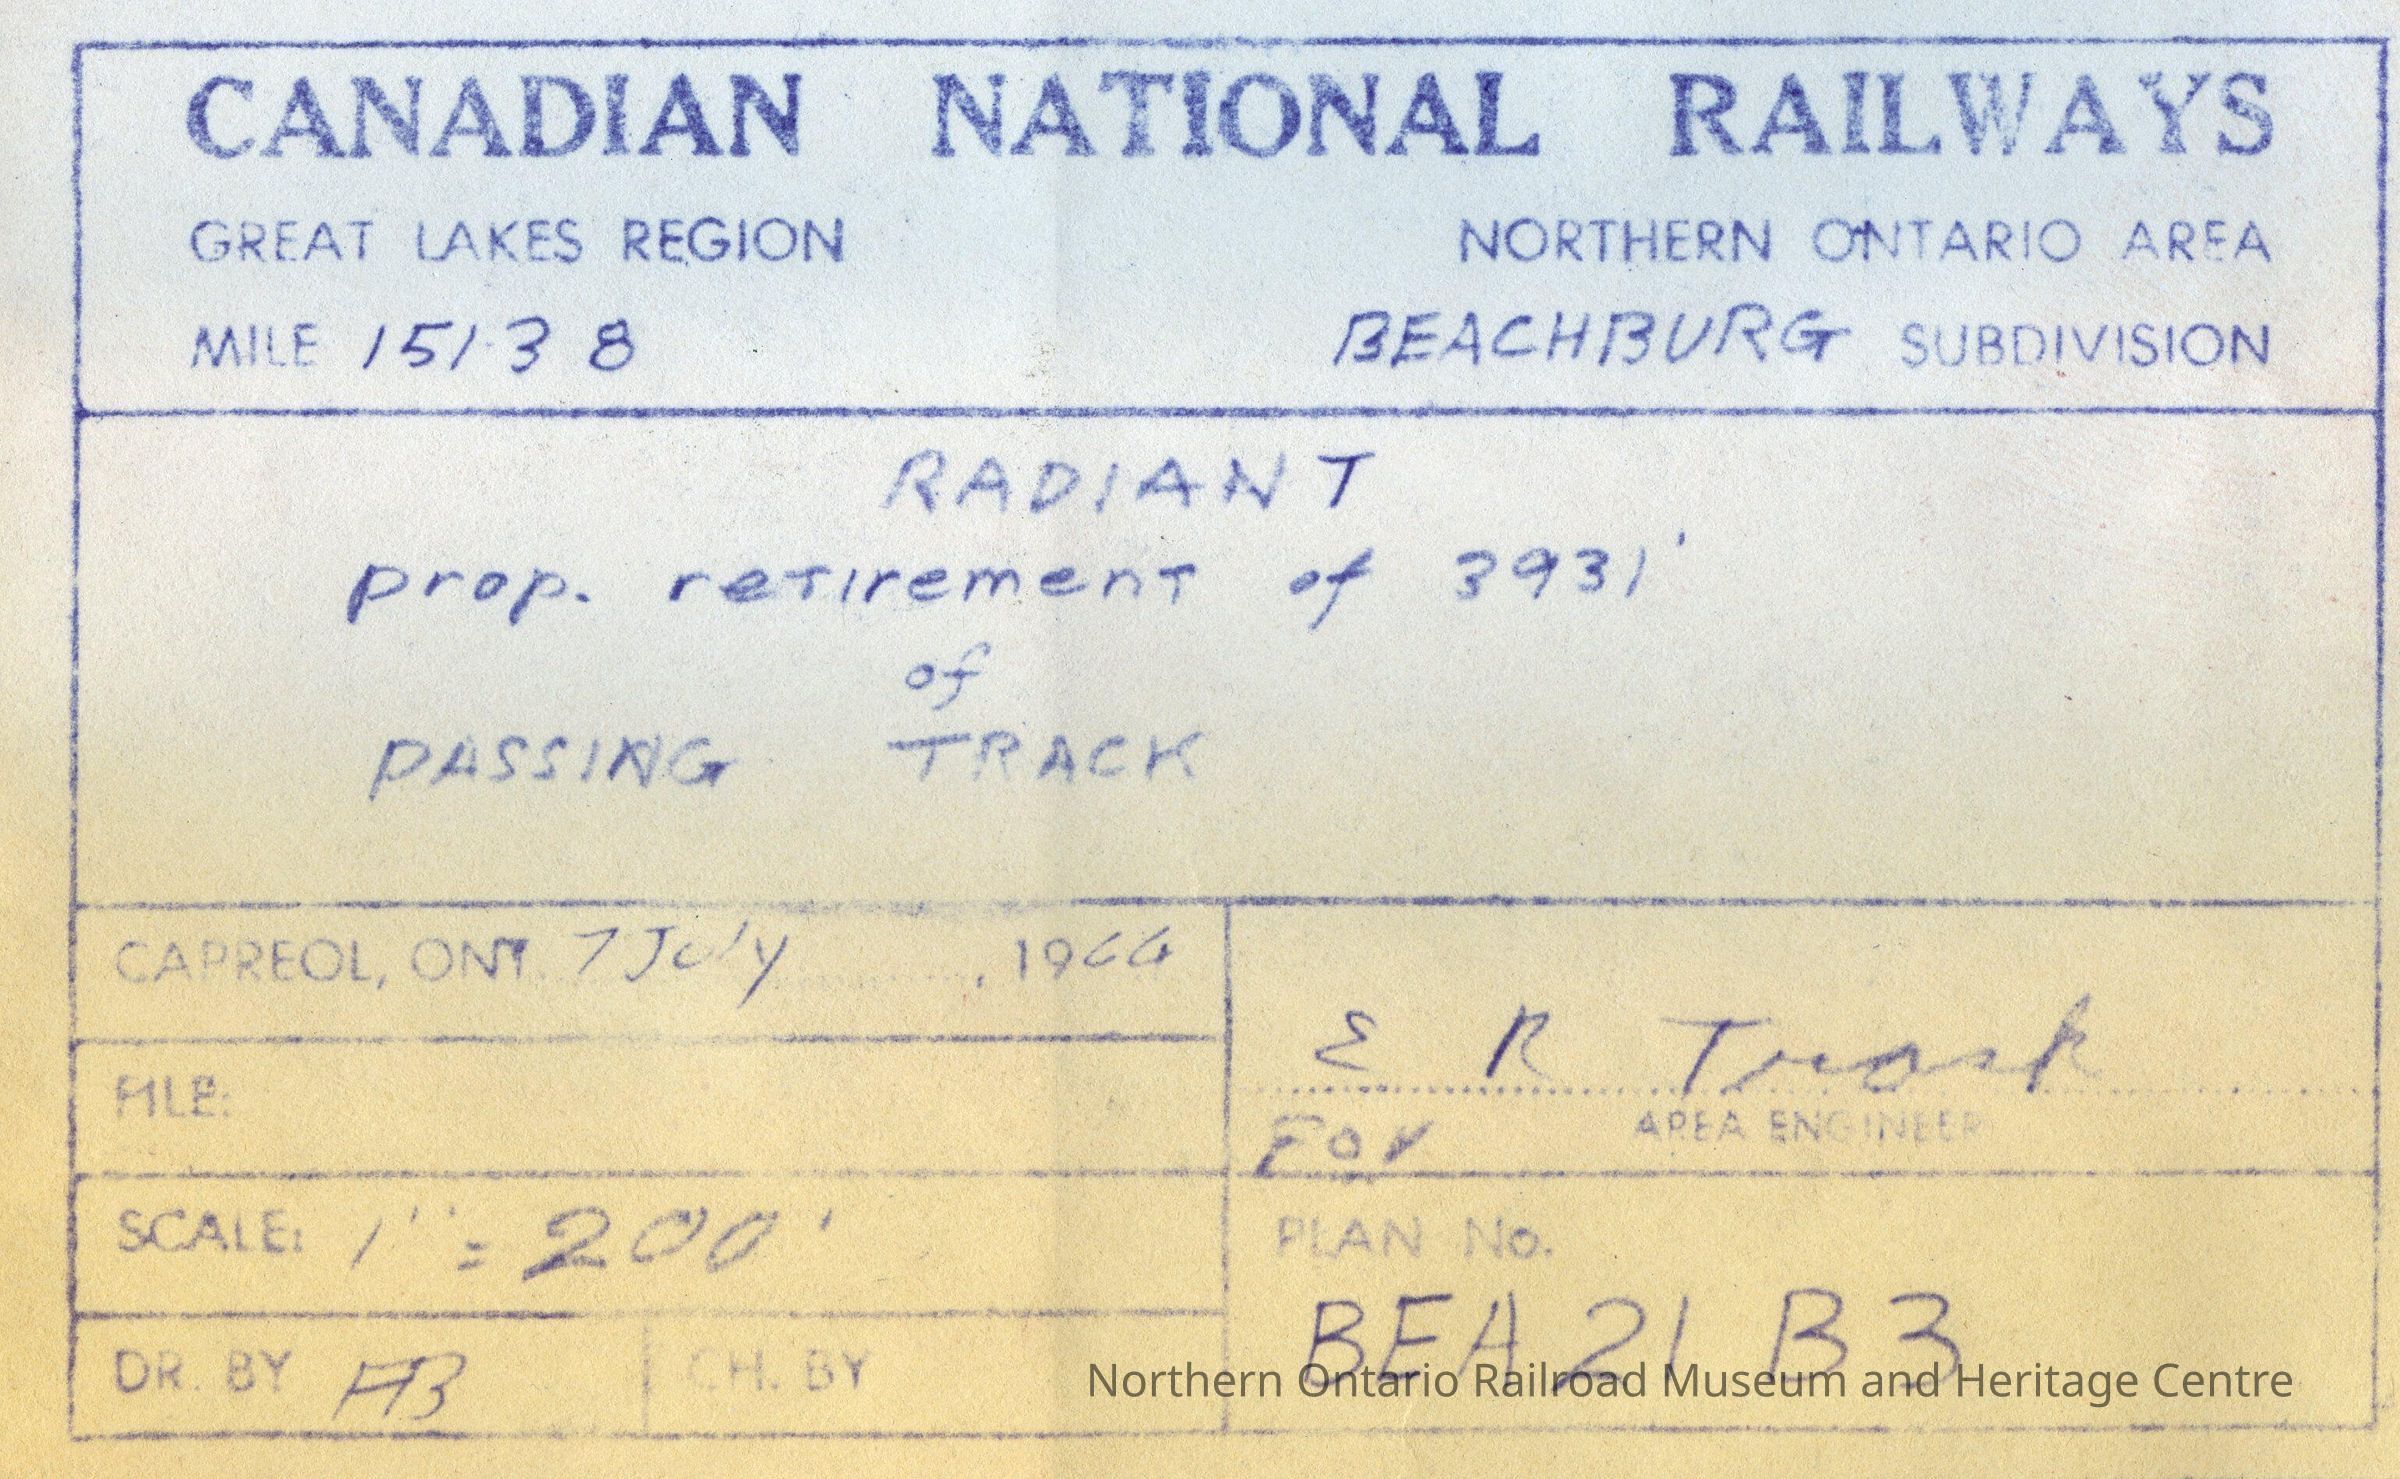 CANADIAN NATIONAL RAILWAYS
GREAT LAKES REGION NORTHERN ONTARIO AREA
MILE 151.38 BEACHBURG SUBDIVISION
RADIANT
prop. retirement of 3931'
of
PASSING TRACK
CAPREOL, ONT. 7 July, 1966
E R Trask
FILE:
For AREA ENGINEER
SCALE: 1" = 200'
PLAN No.
BEA 21 B 3
DR. BY CH. BY
Northern Ontario Railroad Museum and Heritage Centre